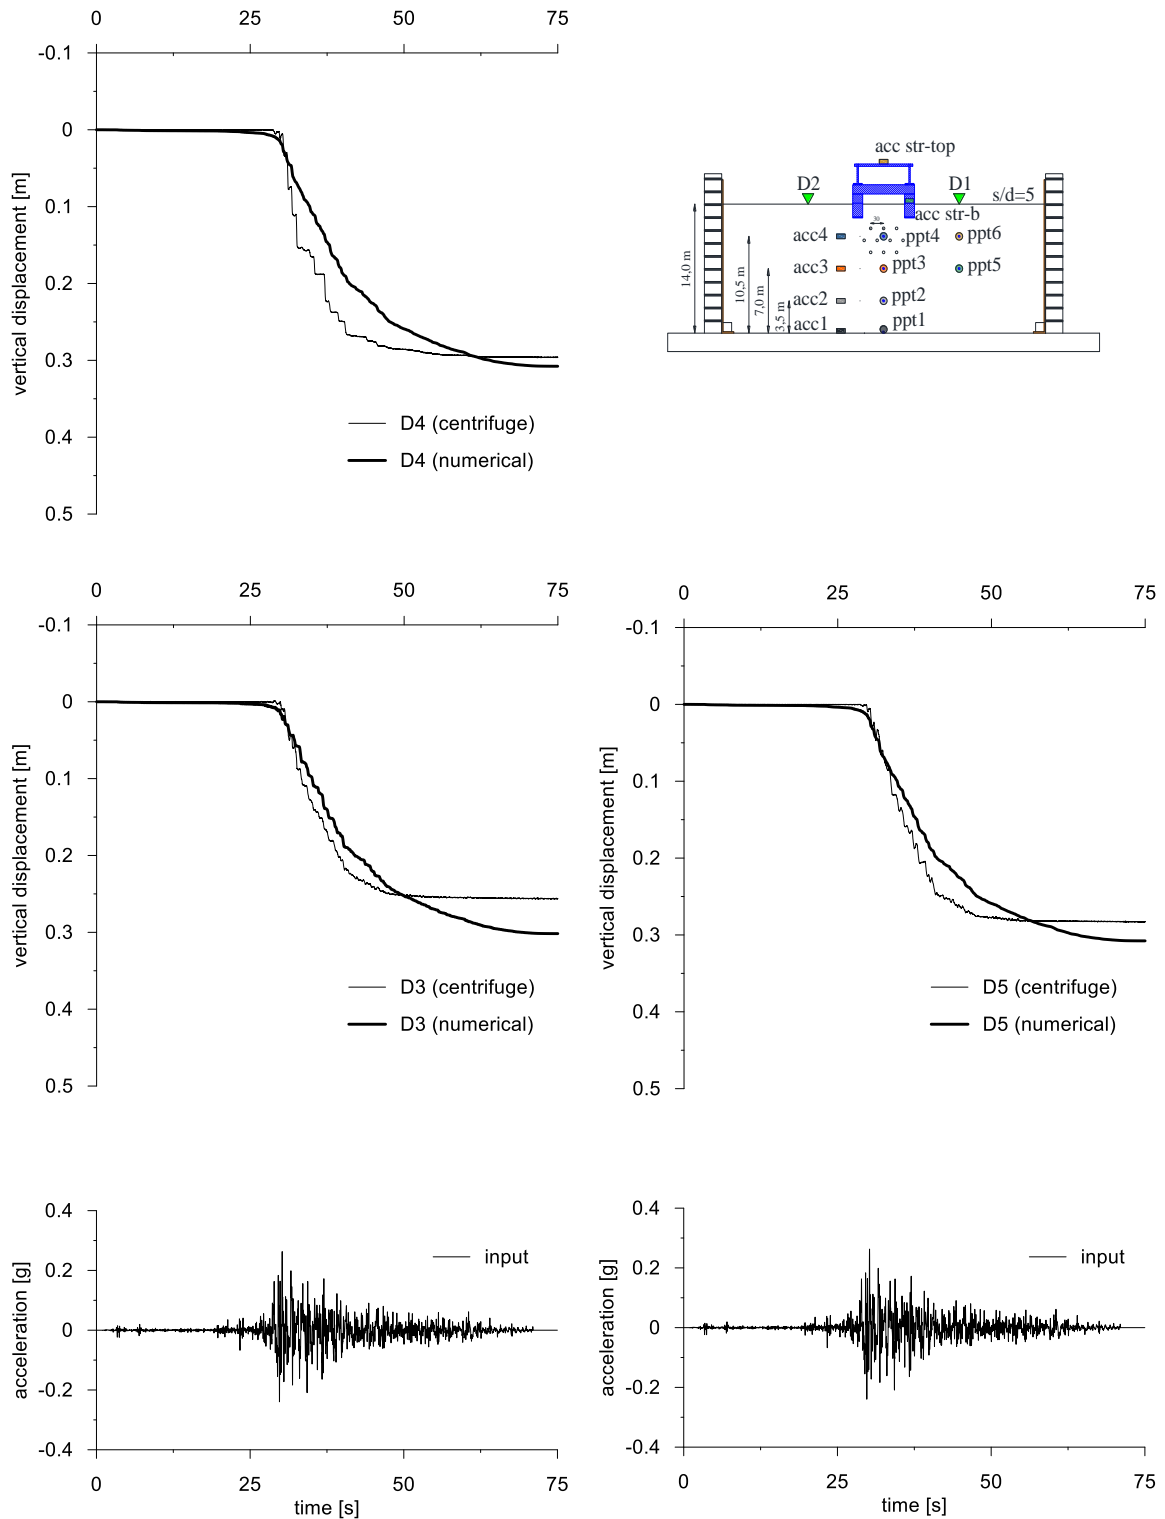 0 25 50 75
-0.1
0
0.1
0.2
0.3
0.4
0.5
vertical displacement [m]
D4 (centrifuge)
D4 (numerical)
acc str-top
D2
D1
s/d=5
acc str-b
30
acc4
ppt4
ppt6
acc3
ppt3
ppt5
acc2
ppt2
acc1
ppt1
14,0 m
10,5 m
7,0 m
3,5 m
0 25 50 75
-0.1
0
0.1
0.2
0.3
0.4
0.5
vertical displacement [m]
D3 (centrifuge)
D3 (numerical)
0 25 50 75
-0.1
0
0.1
0.2
0.3
0.4
0.5
vertical displacement [m]
D5 (centrifuge)
D5 (numerical)
0.4
0.2
0
-0.2
-0.4
acceleration [g]
input
0 25 50 75
time [s]
0.4
0.2
0
-0.2
-0.4
acceleration [g]
input
0 25 50 75
time [s]